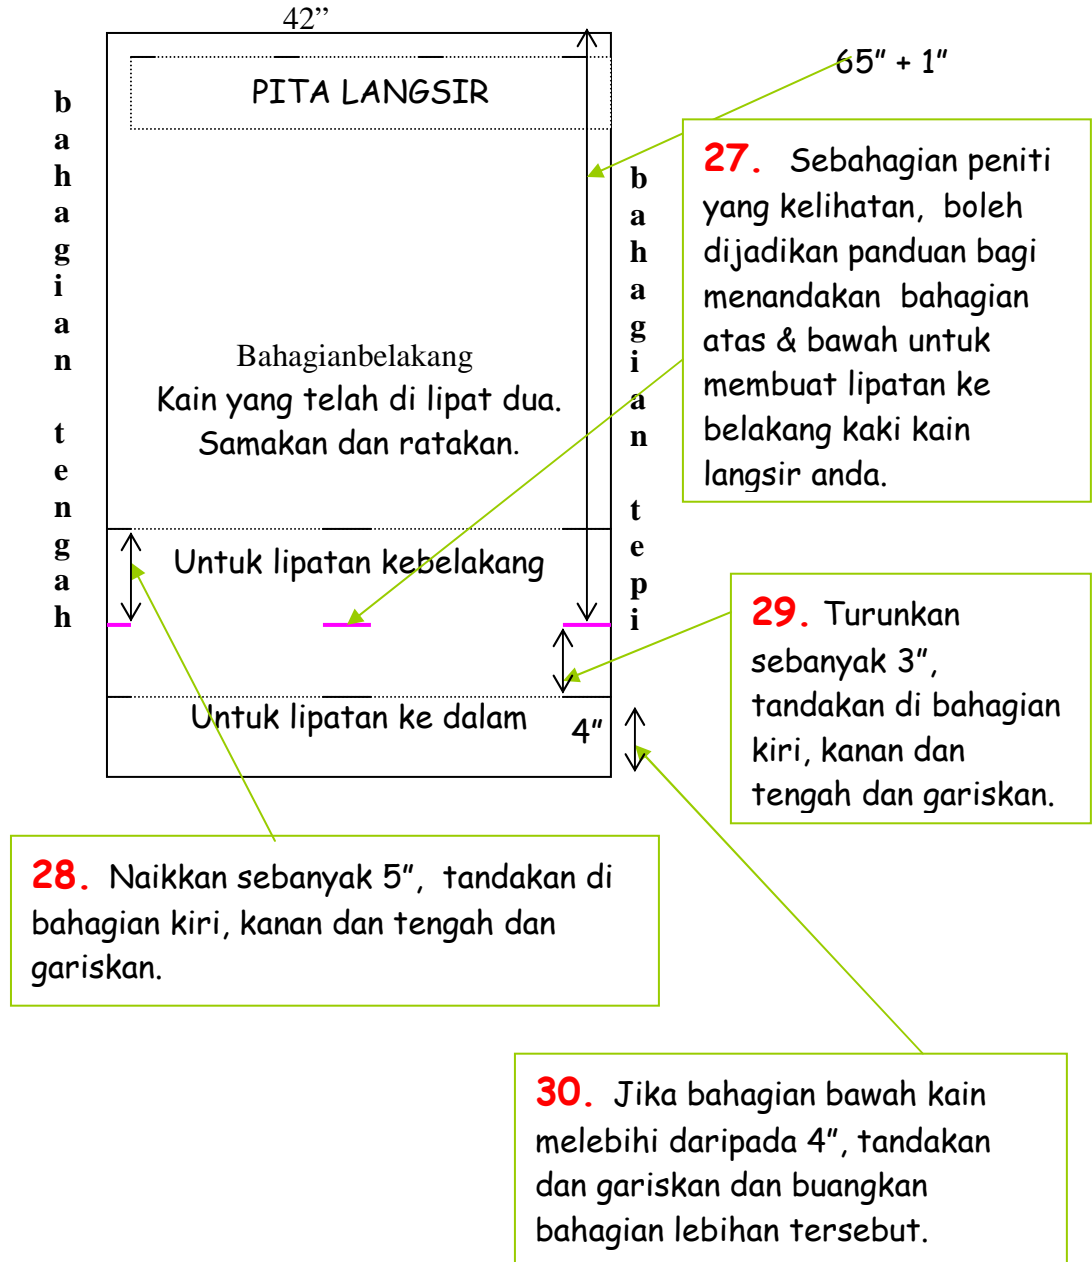 42”
65” + 1”
PITA LANGSIR
bahagian tengah
bahagian tepi
27. Sebahagian peniti
yang kelihatan, boleh
dijadikan panduan bagi
menandakan bahagian
atas & bawah untuk
membuat lipatan ke
belakang kaki kain
langsir anda.
Bahagianbelakang
Kain yang telah di lipat dua.
Samakan dan ratakan.
Untuk lipatan kebelakang
29. Turunkan
sebanyak 3”,
tandakan di bahagian
kiri, kanan dan
tengah dan gariskan.
Untuk lipatan ke dalam
4”
28. Naikkan sebanyak 5”, tandakan di
bahagian kiri, kanan dan tengah dan
gariskan.
30. Jika bahagian bawah kain
melebihi daripada 4”, tandakan
dan gariskan dan buangkan
bahagian lebihan tersebut.